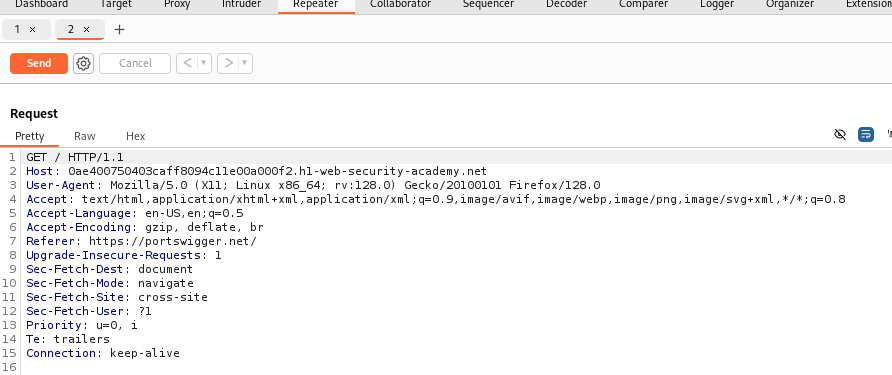 Dashboard Target Proxy Intruder Repeater Collaborator Sequencer Decoder Comparer Logger Organizer Extension
1 × 2 × +
Send Cancel < ▾ > ▾
Request
Pretty Raw Hex
1 GET / HTTP/1.1
2 Host: 0ae400750403caff8094c11e00a000f2.h1-web-security-academy.net
3 User-Agent: Mozilla/5.0 (X11; Linux x86_64; rv:128.0) Gecko/20100101 Firefox/128.0
4 Accept: text/html,application/xhtml+xml,application/xml;q=0.9,image/avif,image/webp,image/png,image/svg+xml,*/*;q=0.8
5 Accept-Language: en-US,en;q=0.5
6 Accept-Encoding: gzip, deflate, br
7 Referer: https://portswigger.net/
8 Upgrade-Insecure-Requests: 1
9 Sec-Fetch-Dest: document
10 Sec-Fetch-Mode: navigate
11 Sec-Fetch-Site: cross-site
12 Sec-Fetch-User: ?1
13 Priority: u=0, i
14 Te: trailers
15 Connection: keep-alive
16